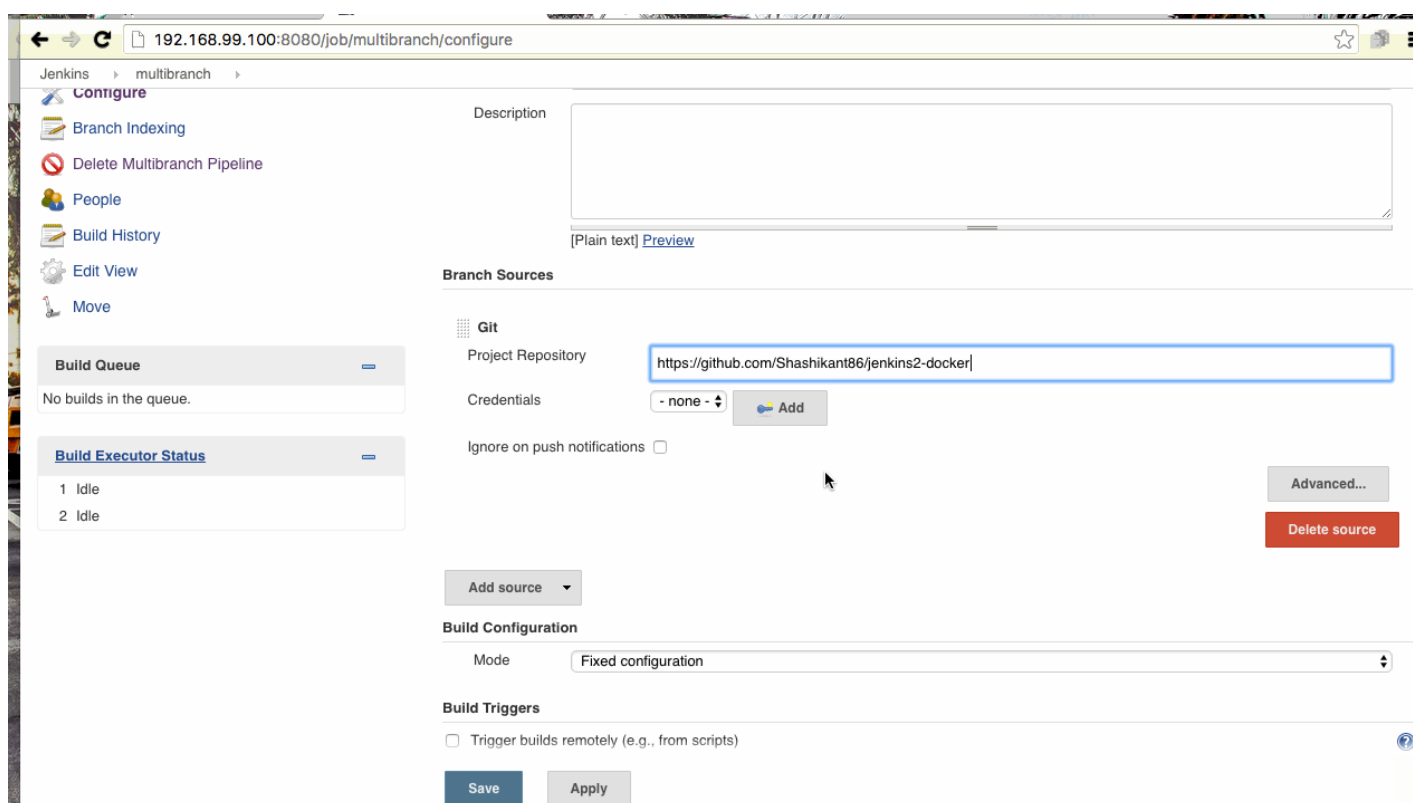 192.168.99.100:8080/job/multibranch/configure
Jenkins multibranch
Configure
Branch Indexing
Delete Multibranch Pipeline
People
Build History
Edit View
Move
Build Queue
No builds in the queue.
Build Executor Status
1 Idle
2 Idle
Description
[Plain text] Preview
Branch Sources
Git
Project Repository https://github.com/Shashikant86/jenkins2-docker
Credentials - none - Add
Ignore on push notifications
Advanced...
Delete source
Add source
Build Configuration
Mode Fixed configuration
Build Triggers
Trigger builds remotely (e.g., from scripts)
Save Apply